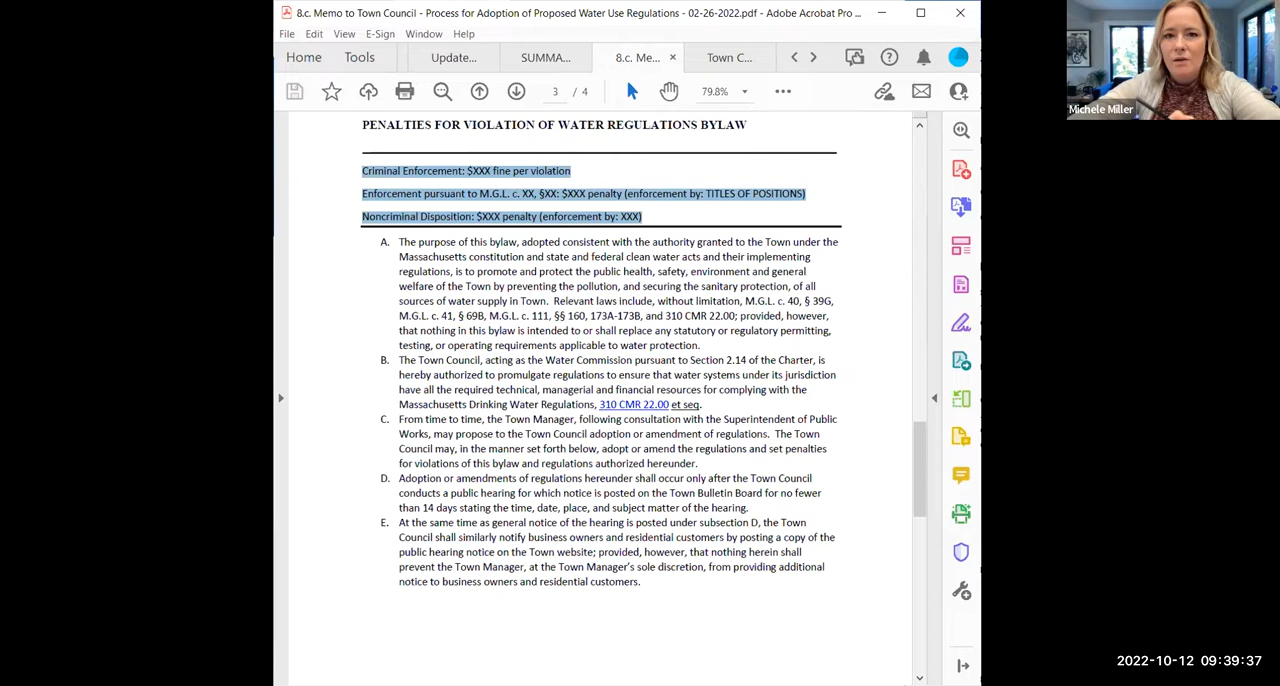 8.c. Memo to Town Council - Process for Adoption of Proposed Water Use Regulations - 02-26-2022.pdf - Adobe Acrobat Pro ...
File Edit View Window Help
Home Tools Update... SUMMA... 8.c. Me... × Town C...
3 / 4 79.8%
Michele Miller
PENALTIES FOR VIOLATION OF WATER REGULATIONS BYLAW
Criminal Enforcement: $XXX fine per violation
Enforcement pursuant to M.G.L. c. XX, §XX: $XXX penalty (enforcement by: TITLES OF POSITIONS)
Noncriminal Disposition: $XXX penalty (enforcement by: XXX)
A. The purpose of this bylaw, adopted consistent with the authority granted to the Town under the
Massachusetts constitution and state and federal clean water acts and their implementing
regulations, is to promote and protect the public health, safety, environment and general
welfare of the Town by preventing the pollution, and securing the sanitary protection, of all
sources of water supply in Town. Relevant laws include, without limitation, M.G.L. c. 40, § 39G,
M.G.L. c. 41, § 69B, M.G.L. c. 111, §§ 160, 173A-173B, and 310 CMR 22.00; provided, however,
that nothing in this bylaw is intended to or shall replace any statutory or regulatory permitting,
testing, or operating requirements applicable to water protection.
B. The Town Council, acting as the Water Commission pursuant to Section 2.14 of the Charter, is
hereby authorized to promulgate regulations to ensure that water systems under its jurisdiction
have all the required technical, managerial and financial resources for complying with the
Massachusetts Drinking Water Regulations, 310 CMR 22.00 et seq.
C. From time to time, the Town Manager, following consultation with the Superintendent of Public
Works, may propose to the Town Council adoption or amendment of regulations. The Town
Council may, in the manner set forth below, adopt or amend the regulations and set penalties
for violations of this bylaw and regulations authorized hereunder.
D. Adoption or amendments of regulations hereunder shall occur only after the Town Council
conducts a public hearing for which notice is posted on the Town Bulletin Board for no fewer
than 14 days stating the time, date, place, and subject matter of the hearing.
E. At the same time as general notice of the hearing is posted under subsection D, the Town
Council shall similarly notify business owners and residential customers by posting a copy of the
public hearing notice on the Town website; provided, however, that nothing herein shall
prevent the Town Manager, at the Town Manager's sole discretion, from providing additional
notice to business owners and residential customers.
2022-10-12 09:39:37